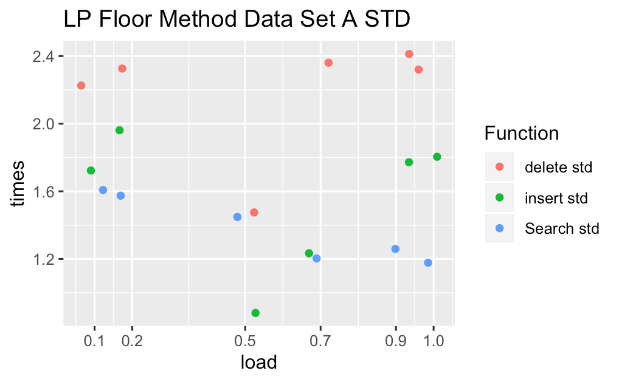 LP Floor Method Data Set A STD
2.4
2.0
1.6
1.2
times
0.1 0.2 0.5 0.7 0.9 1.0
load
Function
delete std
insert std
Search std